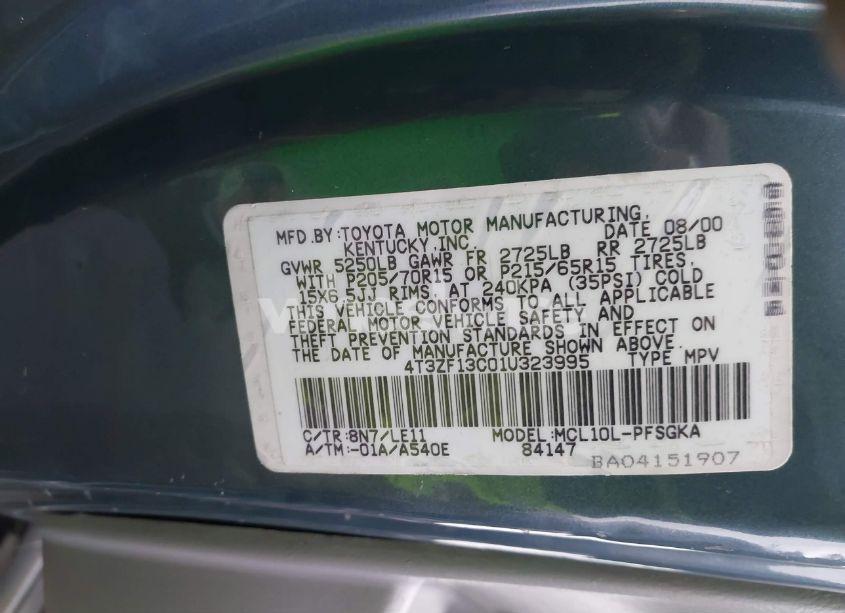 MFD.BY:TOYOTA MOTOR MANUFACTURING,
KENTUCKY,INC. DATE 08/00
GVWR 5250LB GAWR FR 2725LB RR 2725LB
WITH P205/70R15 OR P215/65R15 TIRES,
15X6.5JJ RIMS, AT 240KPA (35PSI) COLD
THIS VEHICLE CONFORMS TO ALL APPLICABLE
FEDERAL MOTOR VEHICLE SAFETY AND
THEFT PREVENTION STANDARDS IN EFFECT ON
THE DATE OF MANUFACTURE SHOWN ABOVE.
4T3ZF13C01U323995 TYPE MPV
C/TR:8N7/LE11 MODEL:MCL10L-PFSGKA
A/TM:-01A/A540E 84147
BA04151907